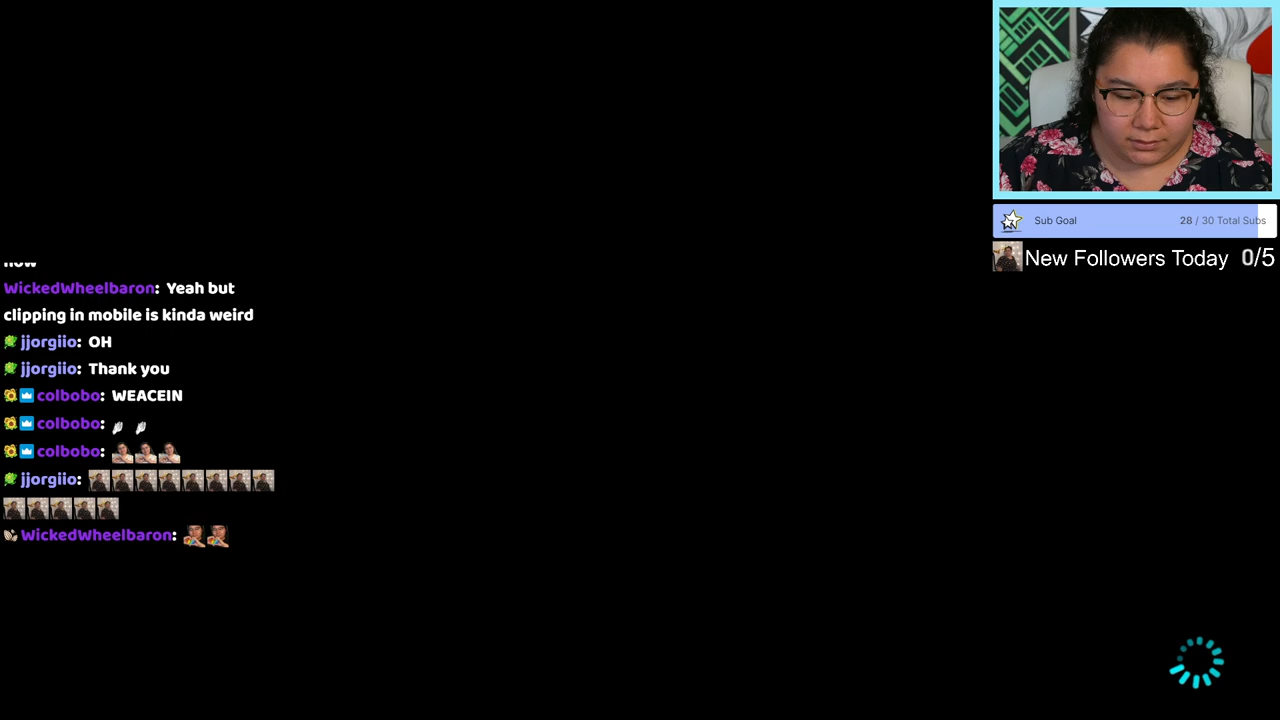 Sub Goal 28 / 30 Total Subs
New Followers Today 0/5
now
WickedWheelbaron: Yeah but
clipping in mobile is kinda weird
jjorgiio: OH
jjorgiio: Thank you
colbobo: WEACEIN
colbobo:
colbobo:
jjorgiio:
WickedWheelbaron: